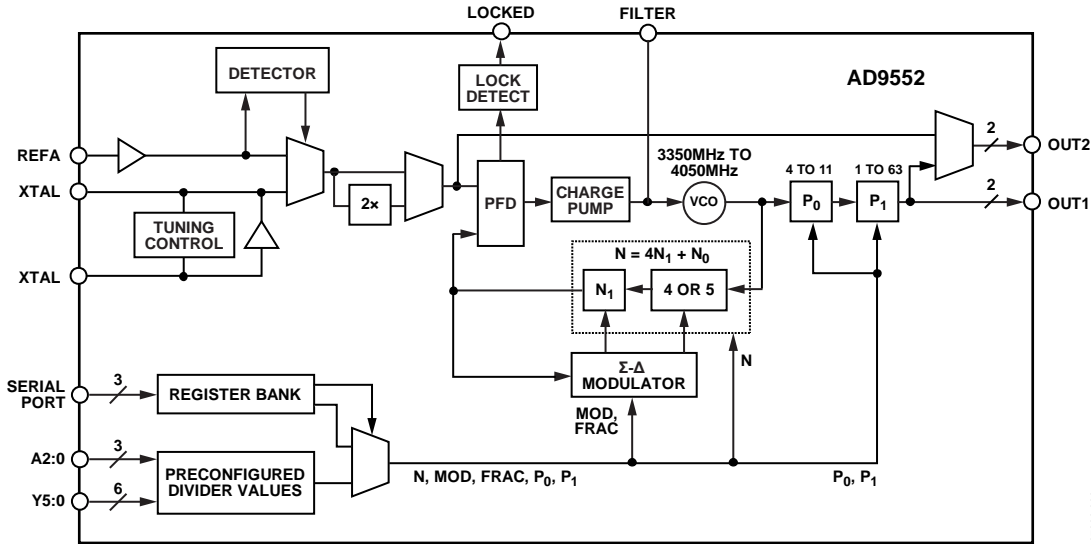 LOCKED
FILTER
AD9552
DETECTOR
LOCK
DETECT
REFA
XTAL
TUNING
CONTROL
XTAL
2×
PFD
CHARGE
PUMP
3350MHz TO
4050MHz
VCO
4 TO 11
P₀
1 TO 63
P₁
2
OUT2
2
OUT1
N = 4N₁ + N₀
N₁
4 OR 5
N
Σ-Δ
MODULATOR
MOD,
FRAC
SERIAL
PORT
3
REGISTER BANK
A2:0
3
Y5:0
6
PRECONFIGURED
DIVIDER VALUES
N, MOD, FRAC, P₀, P₁
P₀, P₁